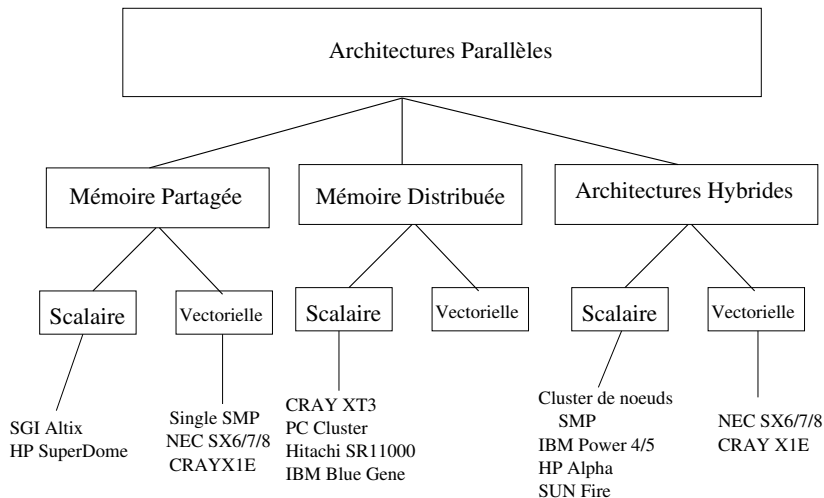 Architectures Parallèles
Mémoire Partagée
Mémoire Distribuée
Architectures Hybrides
Scalaire
Vectorielle
Scalaire
Vectorielle
Scalaire
Vectorielle
SGI Altix
HP SuperDome
Single SMP
NEC SX6/7/8
CRAYX1E
CRAY XT3
PC Cluster
Hitachi SR11000
IBM Blue Gene
Cluster de noeuds
SMP
IBM Power 4/5
HP Alpha
SUN Fire
NEC SX6/7/8
CRAY X1E